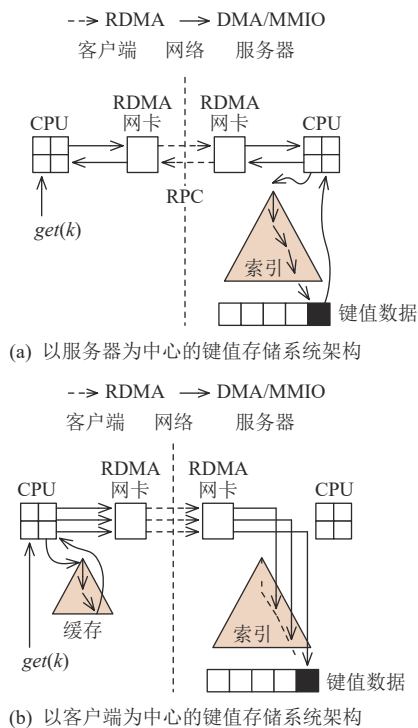 RDMA DMA/MMIO
客户端 网络 服务器
RDMA RDMA
CPU 网卡 网卡 CPU
RPC
get(k)
索引
键值数据
(a) 以服务器为中心的键值存储系统架构
RDMA DMA/MMIO
客户端 网络 服务器
RDMA RDMA
CPU 网卡 网卡 CPU
缓存
索引
get(k)
键值数据
(b) 以客户端为中心的键值存储系统架构